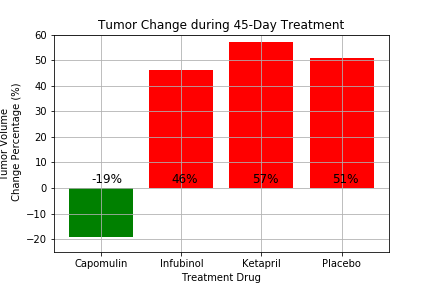 Tumor Change during 45-Day Treatment
Tumor Volume
Change Percentage (%)
60
50
40
30
20
10
0
−10
−20
-19%
46%
57%
51%
Capomulin
Infubinol
Ketapril
Placebo
Treatment Drug